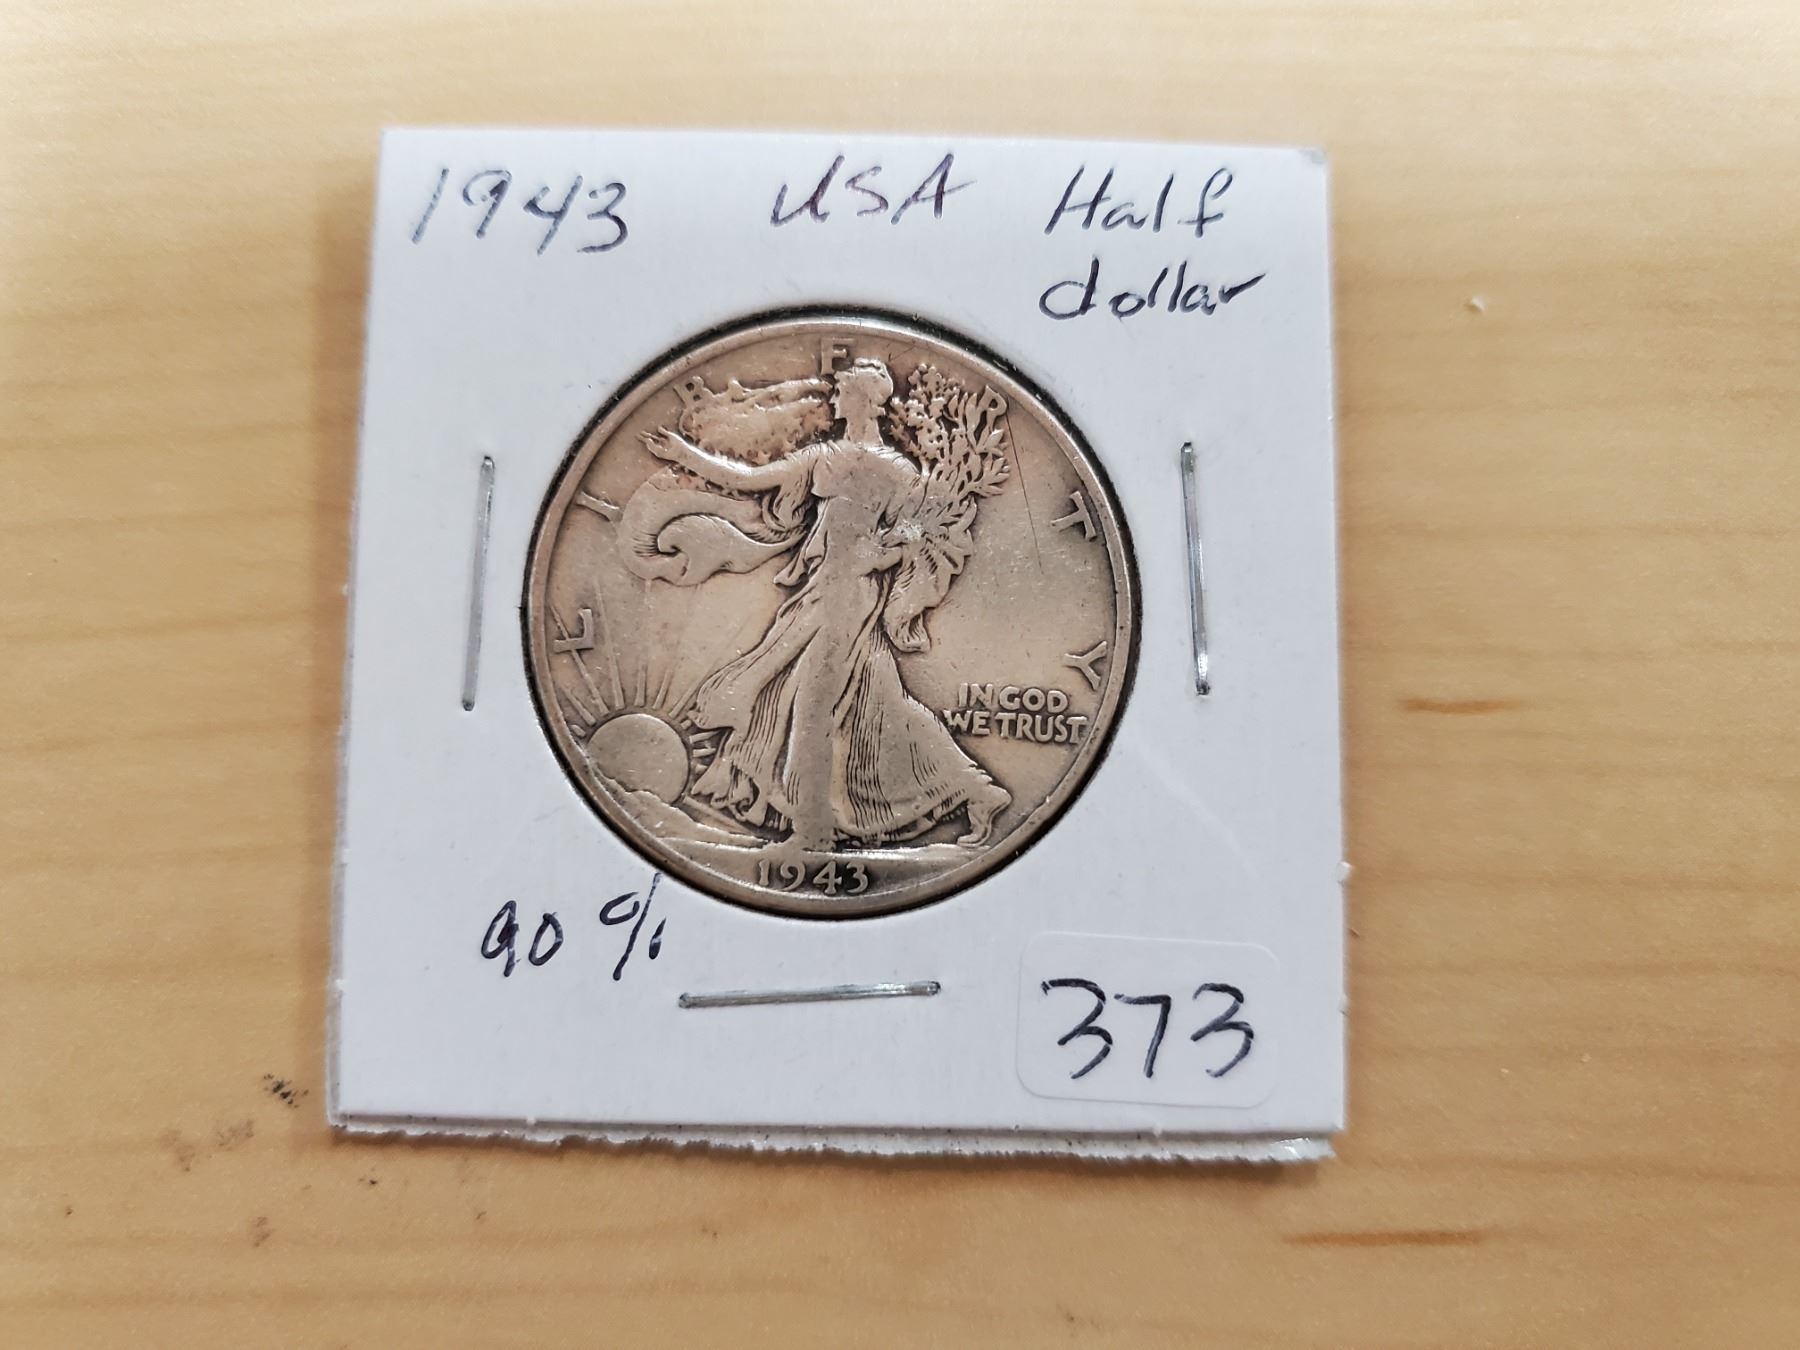 1943 USA Half
dollar
LIBERTY
IN GOD
WE TRUST
1943
90%
373